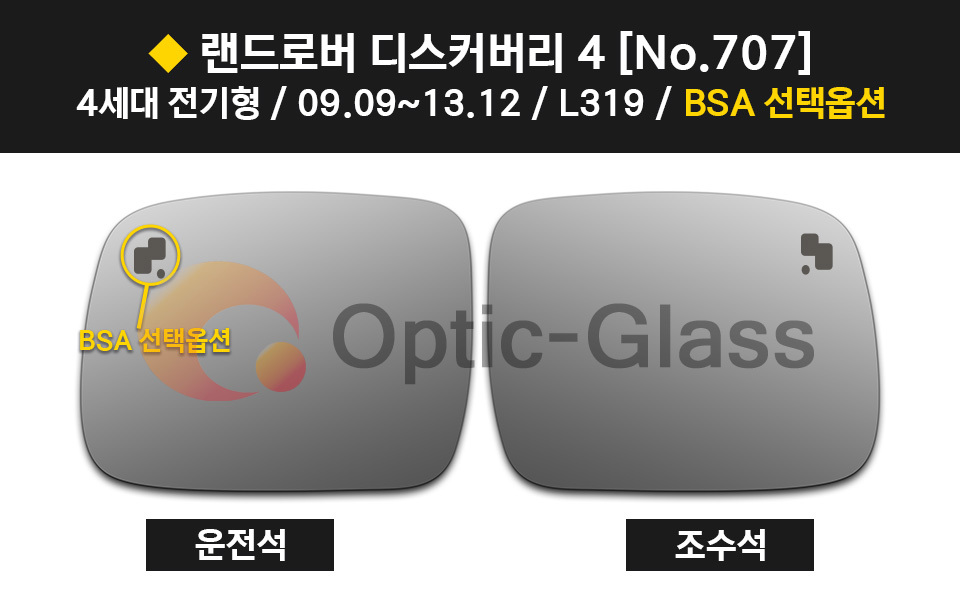 ◆ 랜드로버 디스커버리 4 [No.707]
4세대 전기형 / 09.09~13.12 / L319 / BSA 선택옵션
BSA 선택옵션
Optic-Glass
운전석
조수석